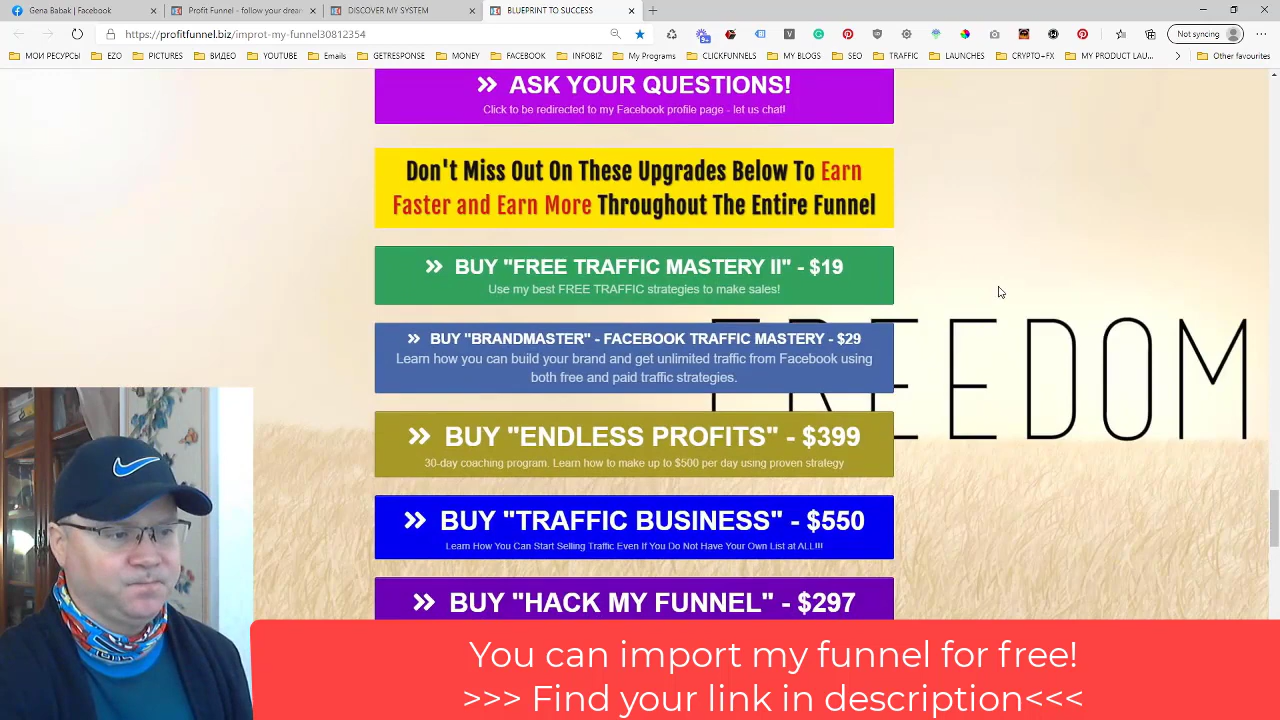 Gena Babak | Facebook
Profit Funnel - follow your drea
DISCOVER MY SYSTEM
BLUEPRINT TO SUCCESS
https://profitfunnel.biz/improt-my-funnel30812354
Not syncing
МОИ РЕСУРСЫ
EZO
PICTURES
ВИДЕО
YOUTUBE
Emails
GETRESPONSE
MONEY
FACEBOOK
INFOBIZ
My Programs
CLICKFUNNELS
MY BLOGS
SEO
TRAFFIC
LAUNCHES
CRYPTO+FX
MY PRODUCT LAU...
Other favourites
ASK YOUR QUESTIONS!
Click to be redirected to my Facebook profile page - let us chat!
Don't Miss Out On These Upgrades Below To Earn
Faster and Earn More Throughout The Entire Funnel
BUY "FREE TRAFFIC MASTERY II" - $19
Use my best FREE TRAFFIC strategies to make sales!
BUY "BRANDMASTER" - FACEBOOK TRAFFIC MASTERY - $29
Learn how you can build your brand and get unlimited traffic from Facebook using
both free and paid traffic strategies.
FREEDOM
BUY "ENDLESS PROFITS" - $399
30-day coaching program. Learn how to make up to $500 per day using proven strategy
BUY "TRAFFIC BUSINESS" - $550
Learn How You Can Start Selling Traffic Even If You Do Not Have Your Own List at ALL!!!
BUY "HACK MY FUNNEL" - $297
You can import my funnel for free!
>>> Find your link in description<<<